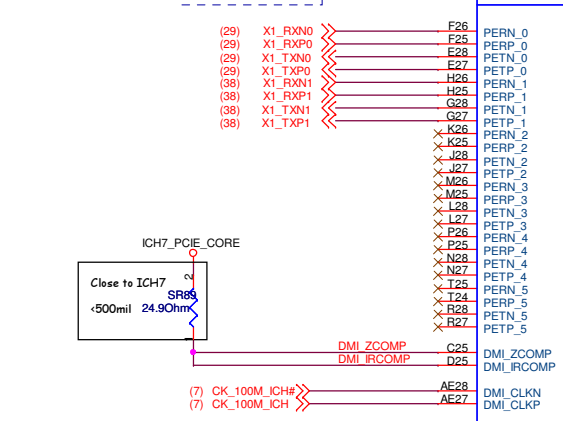 (29) X1_RXN0 F26 PERN_0
(29) X1_RXP0 F25 PERP_0
(29) X1_TXN0 E28 PETN_0
(29) X1_TXP0 E27 PETP_0
(38) X1_RXN1 H26 PERN_1
(38) X1_RXP1 H25 PERP_1
(38) X1_TXN1 G28 PETN_1
(38) X1_TXP1 G27 PETP_1
K26 PERN_2
K25 PERP_2
J28 PETN_2
J27 PETP_2
M26 PERN_3
M25 PERP_3
L28 PETN_3
L27 PETP_3
P26 PERN_4
P25 PERP_4
N28 PETN_4
N27 PETP_4
T25 PERN_5
T24 PERP_5
R28 PETN_5
R27 PETP_5
ICH7_PCIE_CORE
2
Close to ICH7
SR89
<500mil 24.9Ohm
1
DMI_ZCOMP C25 DMI_ZCOMP
DMI_IRCOMP D25 DMI_IRCOMP
(7) CK_100M_ICH# AE28 DMI_CLKN
(7) CK_100M_ICH AE27 DMI_CLKP